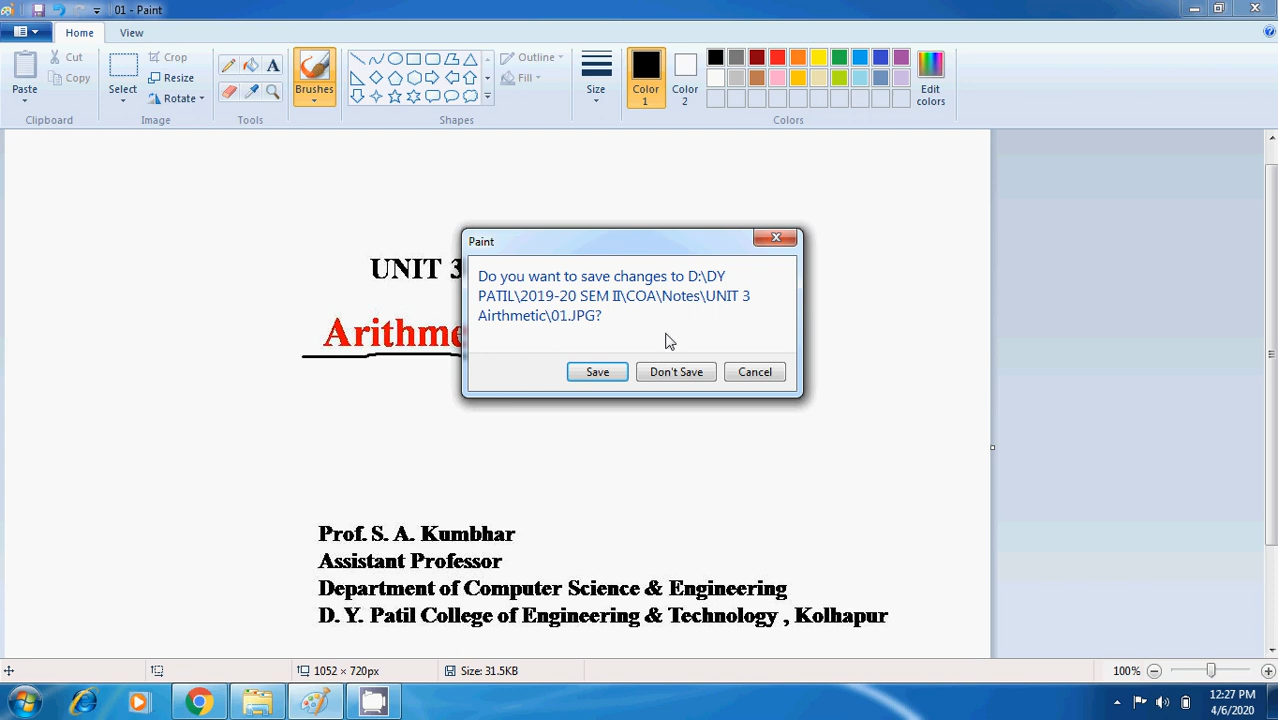 01 - Paint
Home
View
Paste
Cut
Copy
Clipboard
Select
Crop
Resize
Rotate
Image
A
Tools
Brushes
Outline
Fill
Shapes
Size
Color
1
Color
2
Edit
colors
Colors
UNIT 3
Arithme
Paint
Do you want to save changes to D:\DY
PATIL\2019-20 SEM II\COA\Notes\UNIT 3
Airthmetic\01.JPG?
Save
Don't Save
Cancel
Prof. S. A. Kumbhar
Assistant Professor
Department of Computer Science & Engineering
D. Y. Patil College of Engineering & Technology , Kolhapur
1052 × 720px
Size: 31.5KB
100%
12:27 PM
4/6/2020